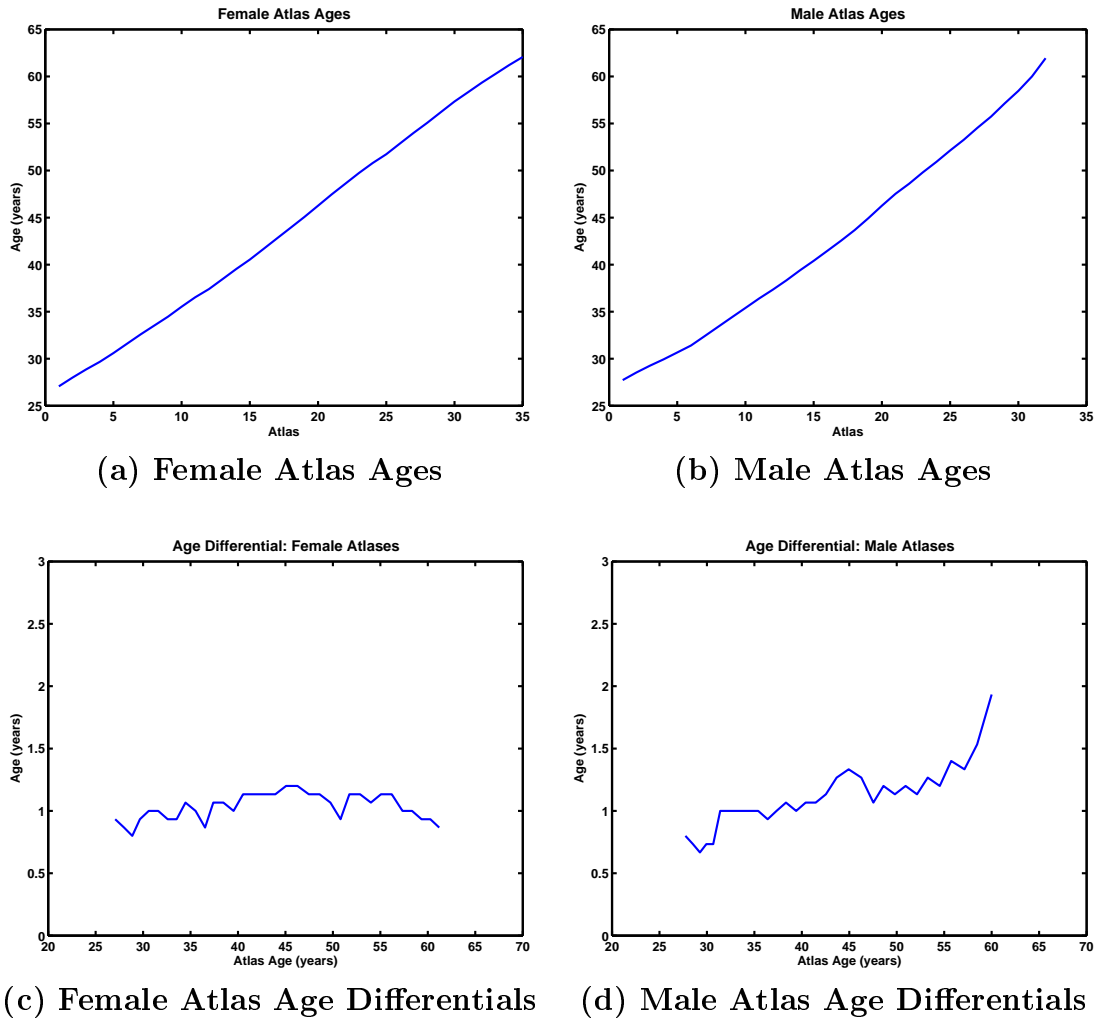 Female Atlas Ages
65
60
55
50
45
40
35
30
25
Age (years)
0 5 10 15 20 25 30 35
Atlas
(a) Female Atlas Ages
Male Atlas Ages
65
60
55
50
45
40
35
30
25
Age (years)
0 5 10 15 20 25 30 35
Atlas
(b) Male Atlas Ages
Age Differential: Female Atlases
3
2.5
2
1.5
1
0.5
0
Age (years)
20 25 30 35 40 45 50 55 60 65 70
Atlas Age (years)
(c) Female Atlas Age Differentials
Age Differential: Male Atlases
3
2.5
2
1.5
1
0.5
0
Age (years)
20 25 30 35 40 45 50 55 60 65 70
Atlas Age (years)
(d) Male Atlas Age Differentials